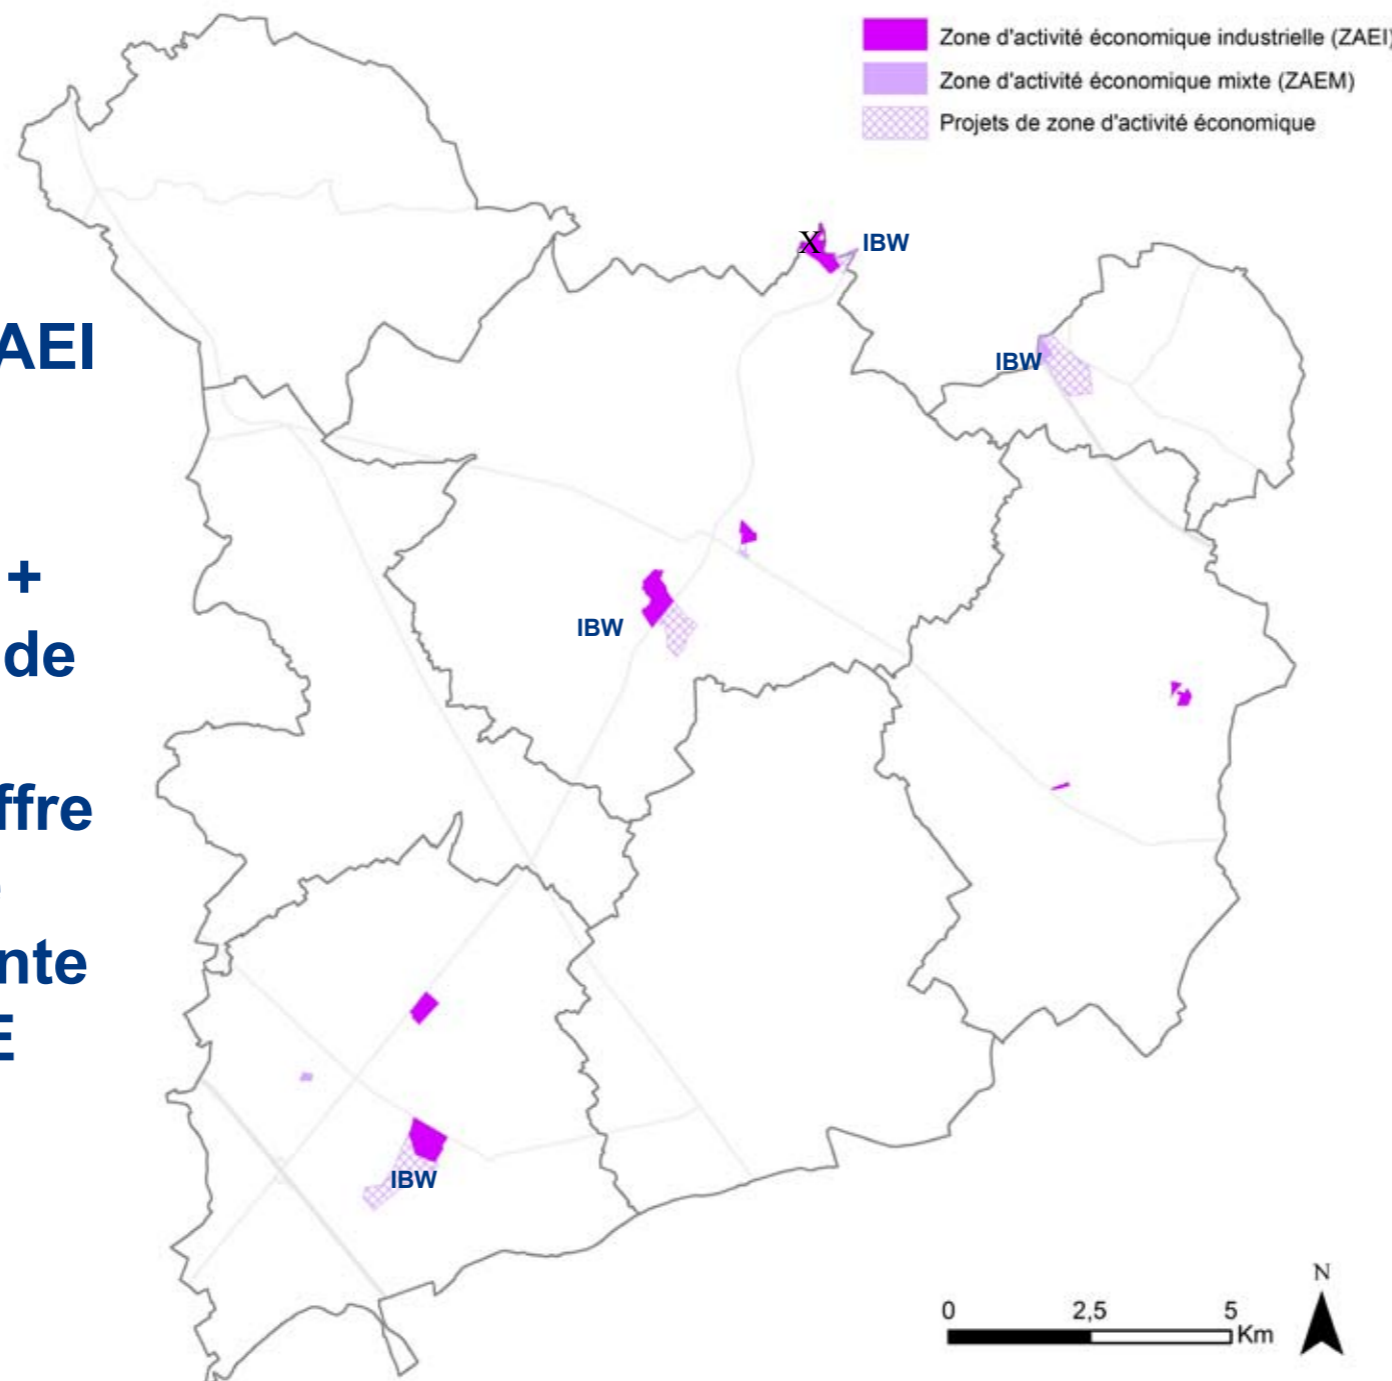 Zone d'activité économique industrielle (ZAEI)
Zone d'activité économique mixte (ZAEM)
Projets de zone d'activité économique
X
IBW
AEI
IBW
+
IBW
de
ffre
nte
E
IBW
N
0 2,5 5
Km